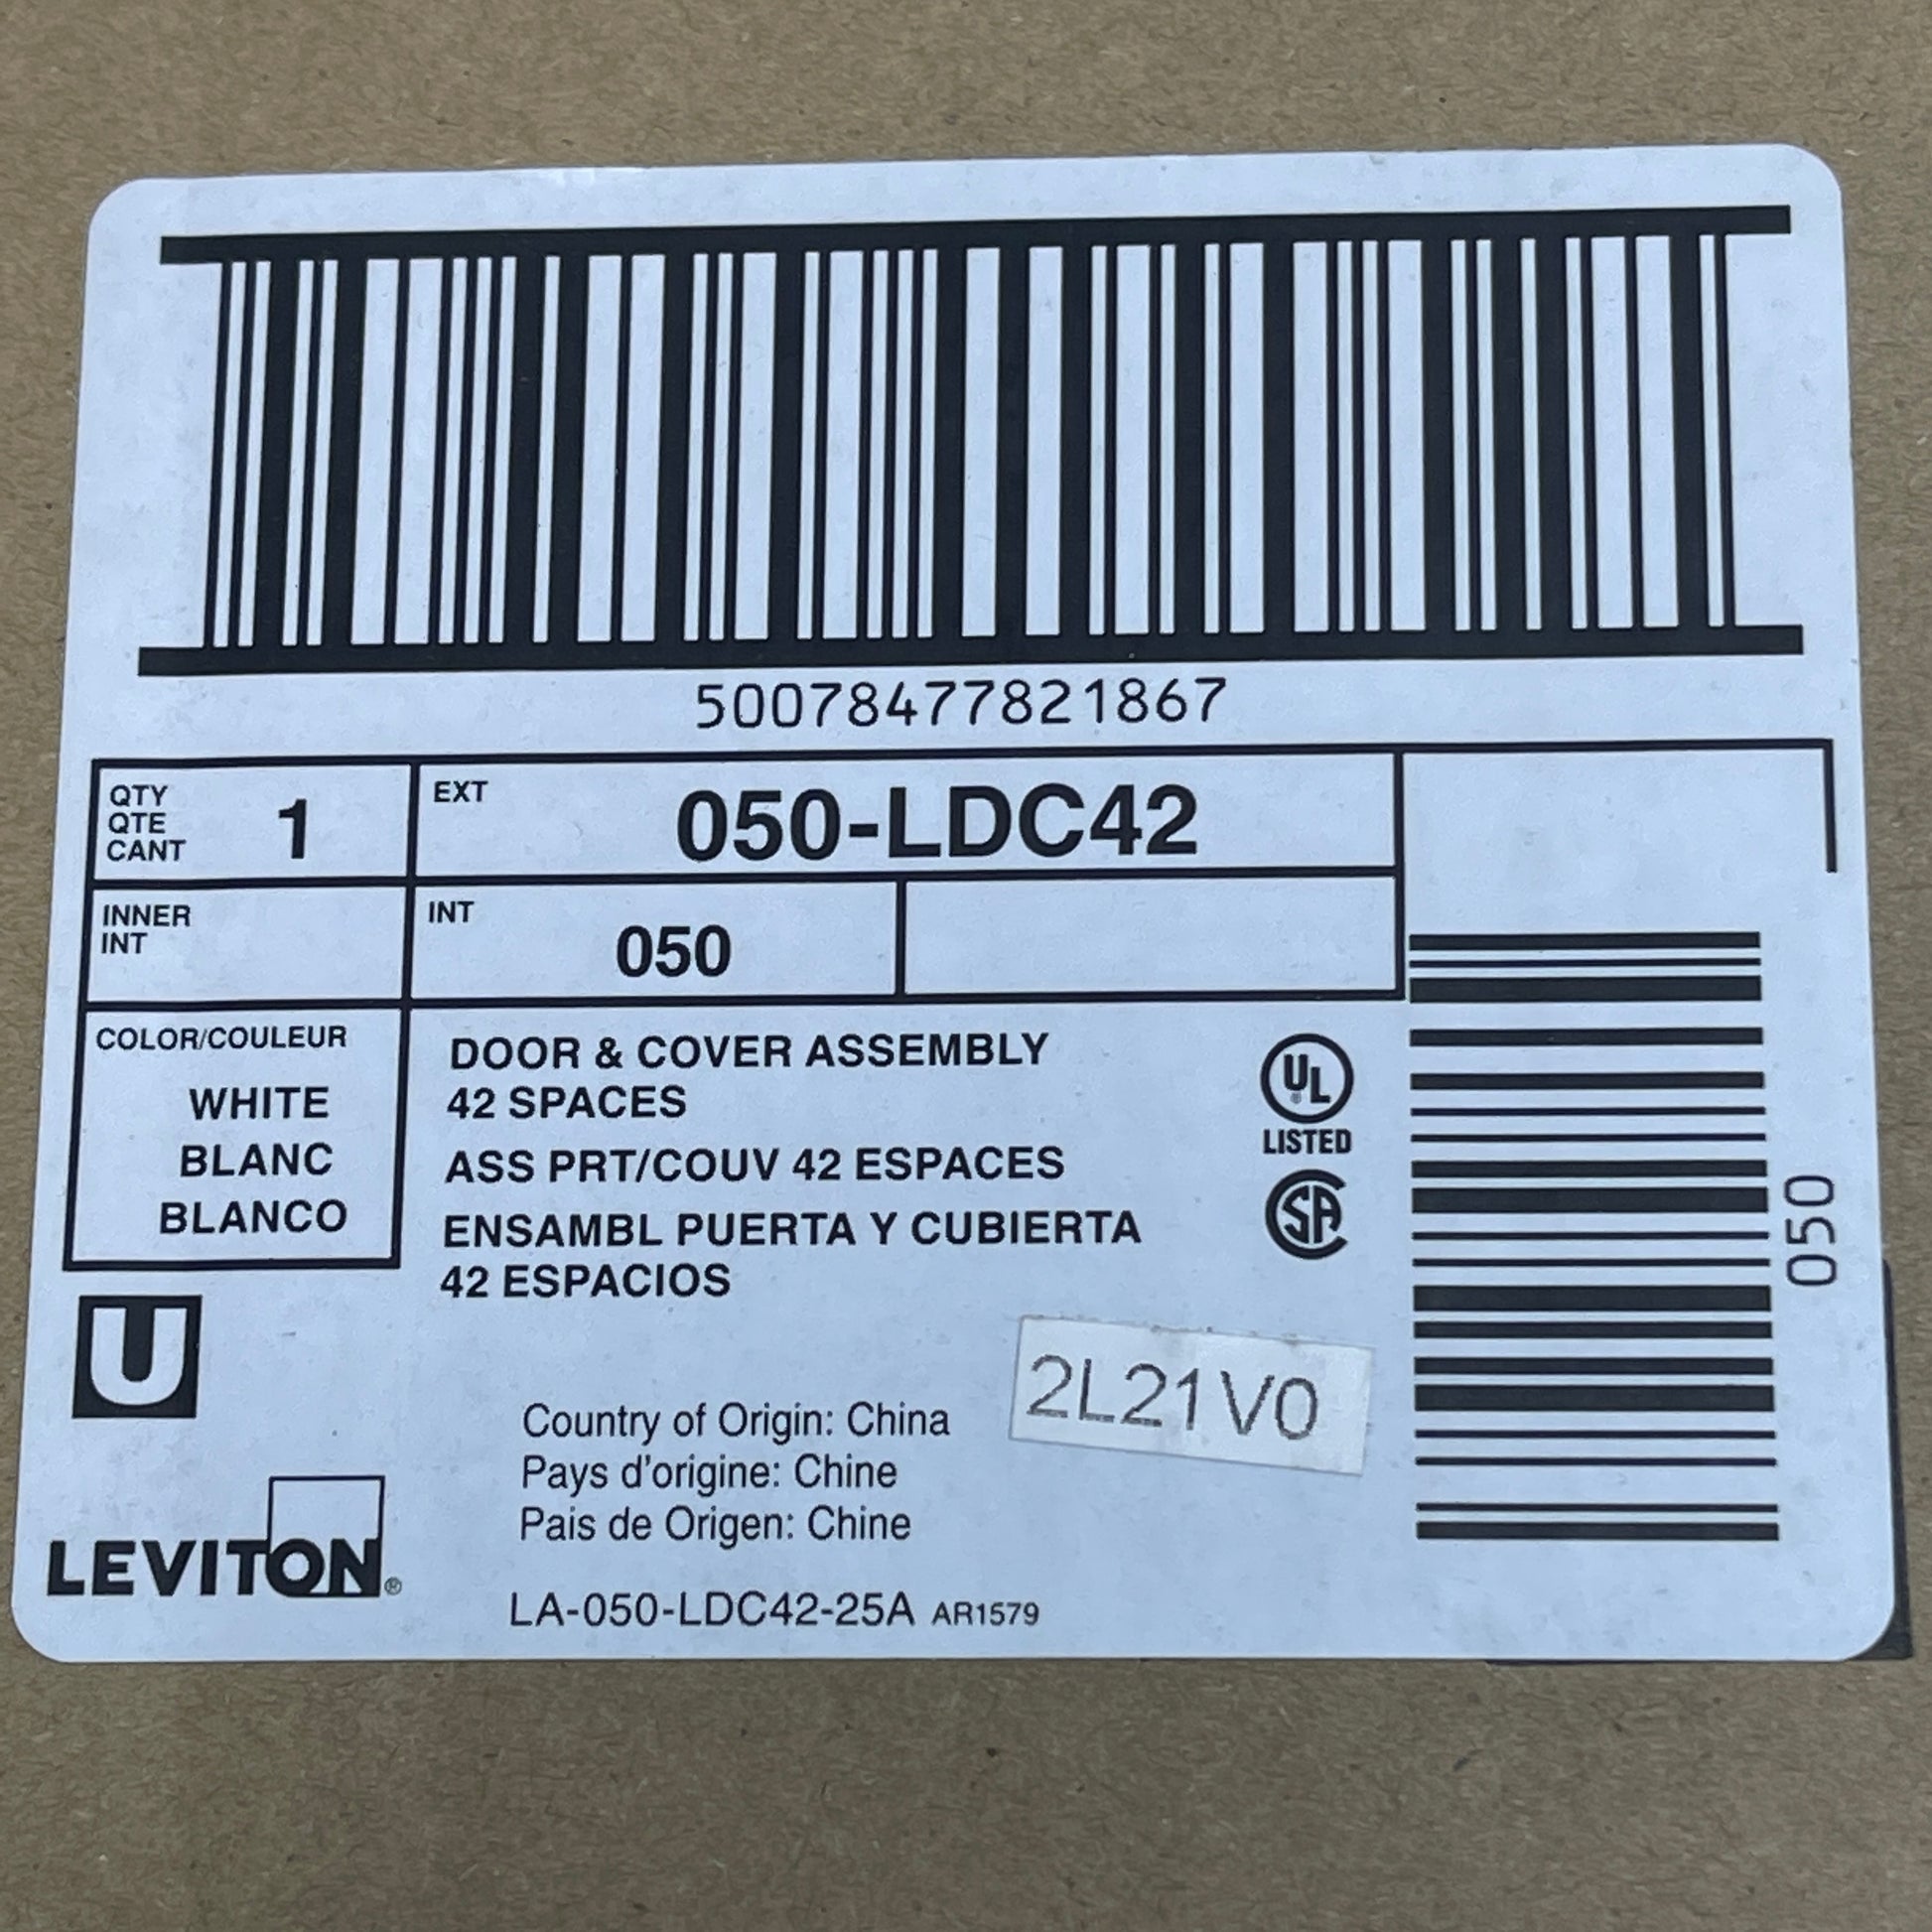 50078477821867
QTY
QTE
CANT
1
EXT
050-LDC42
INNER
INT
INT
050
COLOR/COULEUR
WHITE
BLANC
BLANCO
DOOR & COVER ASSEMBLY
42 SPACES
ASS PRT/COUV 42 ESPACES
ENSAMBL PUERTA Y CUBIERTA
42 ESPACIOS
UL
LISTED
SA
050
U
2L21V0
Country of Origin: China
Pays d'origine: Chine
Pais de Origen: Chine
LEVITON®
LA-050-LDC42-25A AR1579